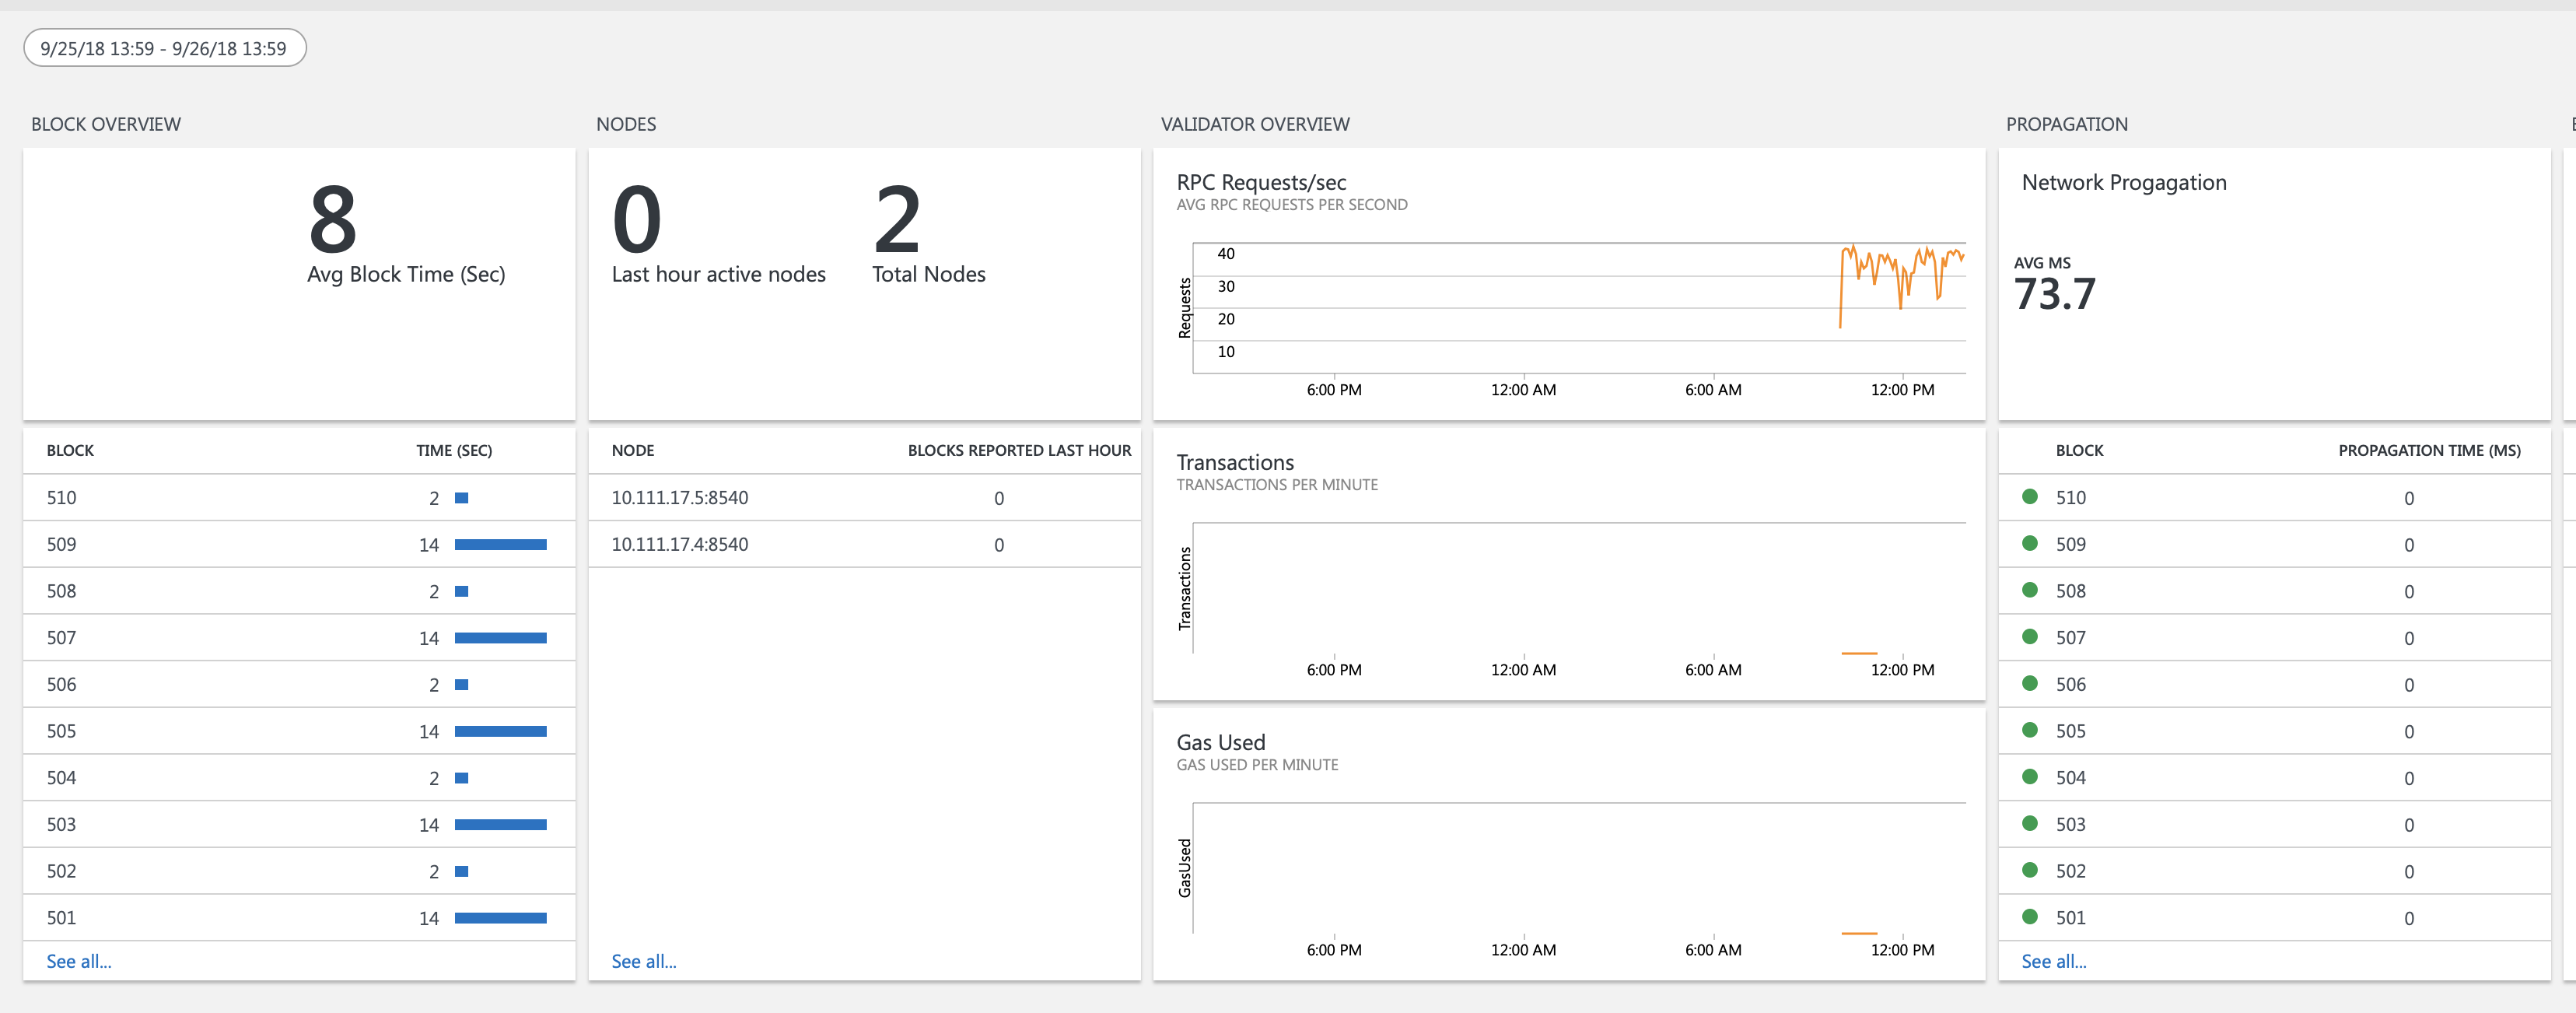 9/25/18 13:59 - 9/26/18 13:59
BLOCK OVERVIEW
8
Avg Block Time (Sec)
BLOCK TIME (SEC)
510 2
509 14
508 2
507 14
506 2
505 14
504 2
503 14
502 2
501 14
See all...
NODES
0 2
Last hour active nodes Total Nodes
NODE BLOCKS REPORTED LAST HOUR
10.111.17.5:8540 0
10.111.17.4:8540 0
See all...
VALIDATOR OVERVIEW
RPC Requests/sec
AVG RPC REQUESTS PER SECOND
Requests
40
30
20
10
6:00 PM 12:00 AM 6:00 AM 12:00 PM
Transactions
TRANSACTIONS PER MINUTE
Transactions
6:00 PM 12:00 AM 6:00 AM 12:00 PM
Gas Used
GAS USED PER MINUTE
GasUsed
6:00 PM 12:00 AM 6:00 AM 12:00 PM
PROPAGATION
Network Progagation
AVG MS
73.7
BLOCK PROPAGATION TIME (MS)
510 0
509 0
508 0
507 0
506 0
505 0
504 0
503 0
502 0
501 0
See all...